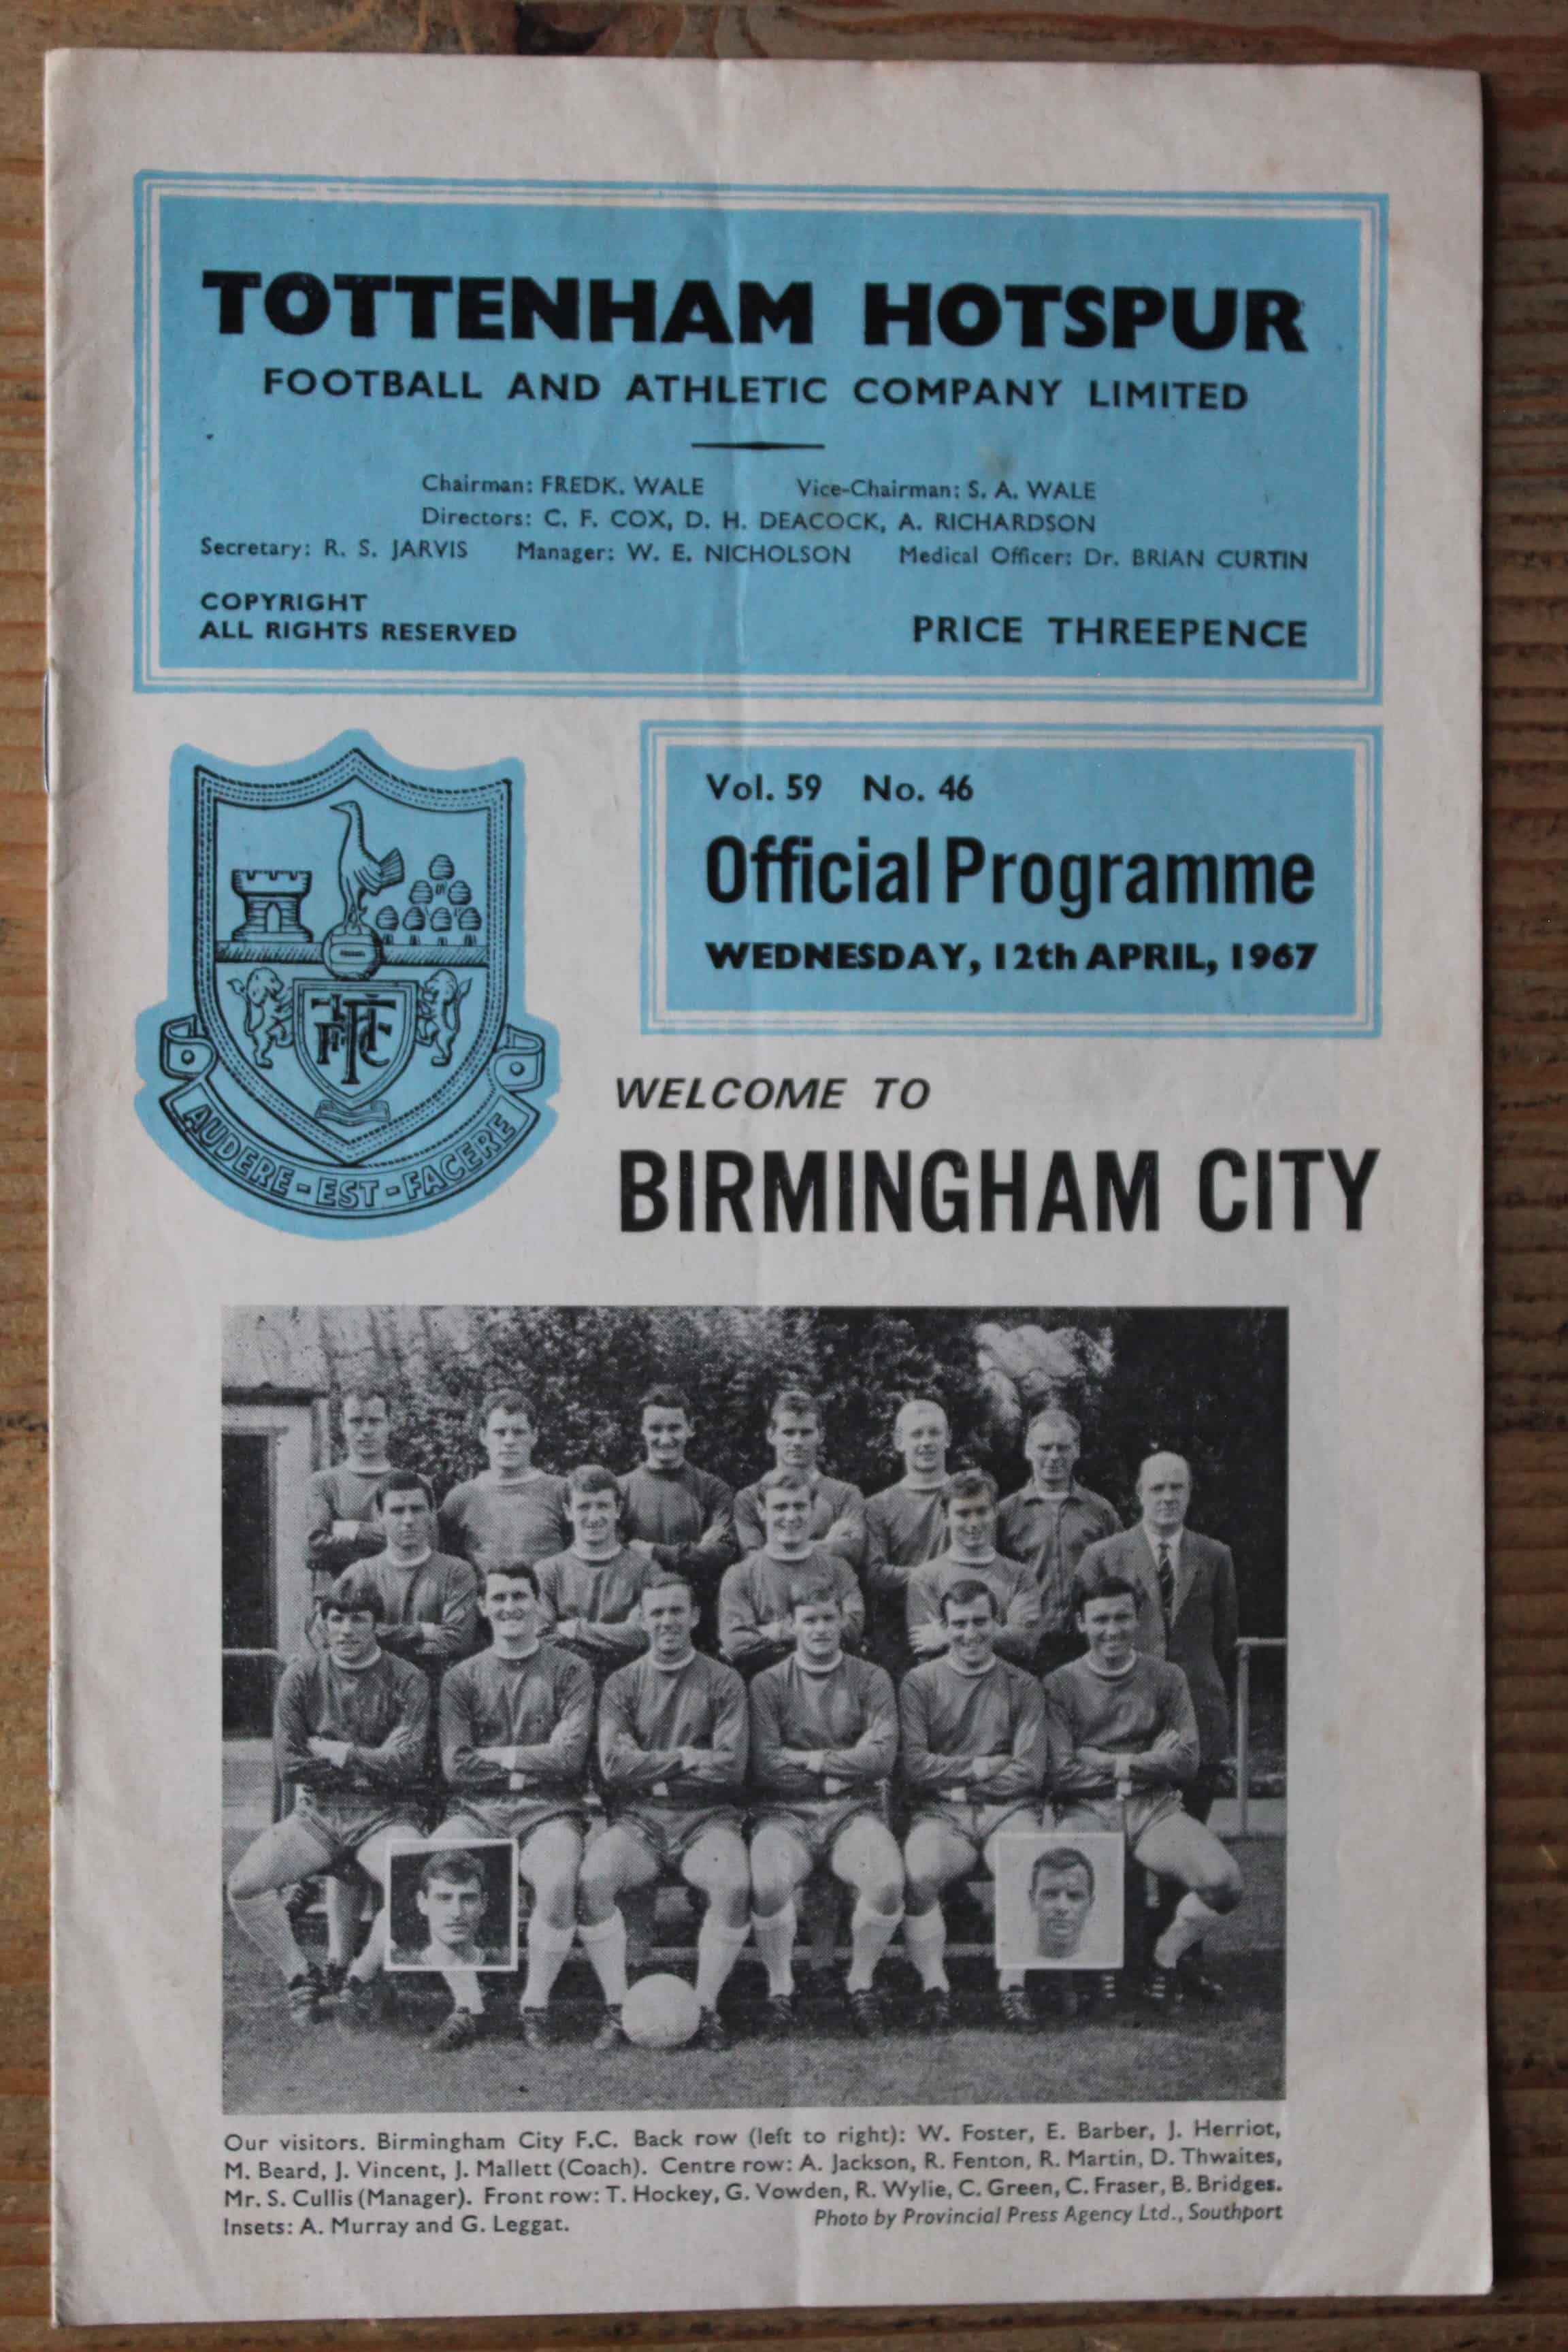 TOTTENHAM HOTSPUR
FOOTBALL AND ATHLETIC COMPANY LIMITED
Chairman: FREDK. WALE Vice-Chairman: S. A. WALE
Directors: C. F. COX, D. H. DEACOCK, A. RICHARDSON
Secretary: R. S. JARVIS Manager: W. E. NICHOLSON Medical Officer: Dr. BRIAN CURTIN
COPYRIGHT
ALL RIGHTS RESERVED
PRICE THREEPENCE
Vol. 59 No. 46
Official Programme
WEDNESDAY, 12th APRIL, 1967
AUDERE-EST-FACERE
WELCOME TO
BIRMINGHAM CITY
Our visitors. Birmingham City F.C. Back row (left to right): W. Foster, E. Barber, J. Herriot,
M. Beard, J. Vincent, J. Mallett (Coach). Centre row: A. Jackson, R. Fenton, R. Martin, D. Thwaites,
Mr. S. Cullis (Manager). Front row: T. Hockey, G. Vowden, R. Wylie, C. Green, C. Fraser, B. Bridges.
Insets: A. Murray and G. Leggat. Photo by Provincial Press Agency Ltd., Southport